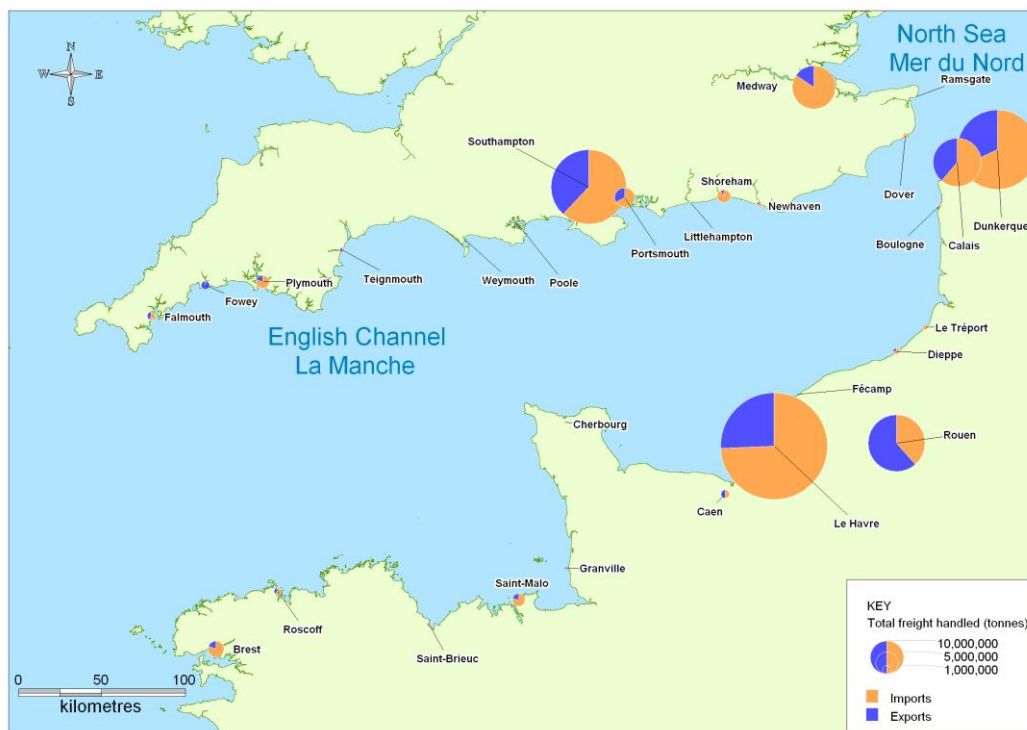 North Sea
Mer du Nord
N
W E
S
Ramsgate
Medway
Southampton
Shoreham
Newhaven
Dover
Dunkerque
Calais
Boulogne
Littlehampton
Portsmouth
Poole
Weymouth
Teignmouth
Plymouth
Fowey
Falmouth
English Channel
La Manche
Le Tréport
Dieppe
Fécamp
Cherbourg
Rouen
Caen
Le Havre
Granville
Saint-Malo
Roscoff
Brest
Saint-Brieuc
0 50 100
kilometres
KEY
Total freight handled (tonnes)
10,000,000
5,000,000
1,000,000
Imports
Exports